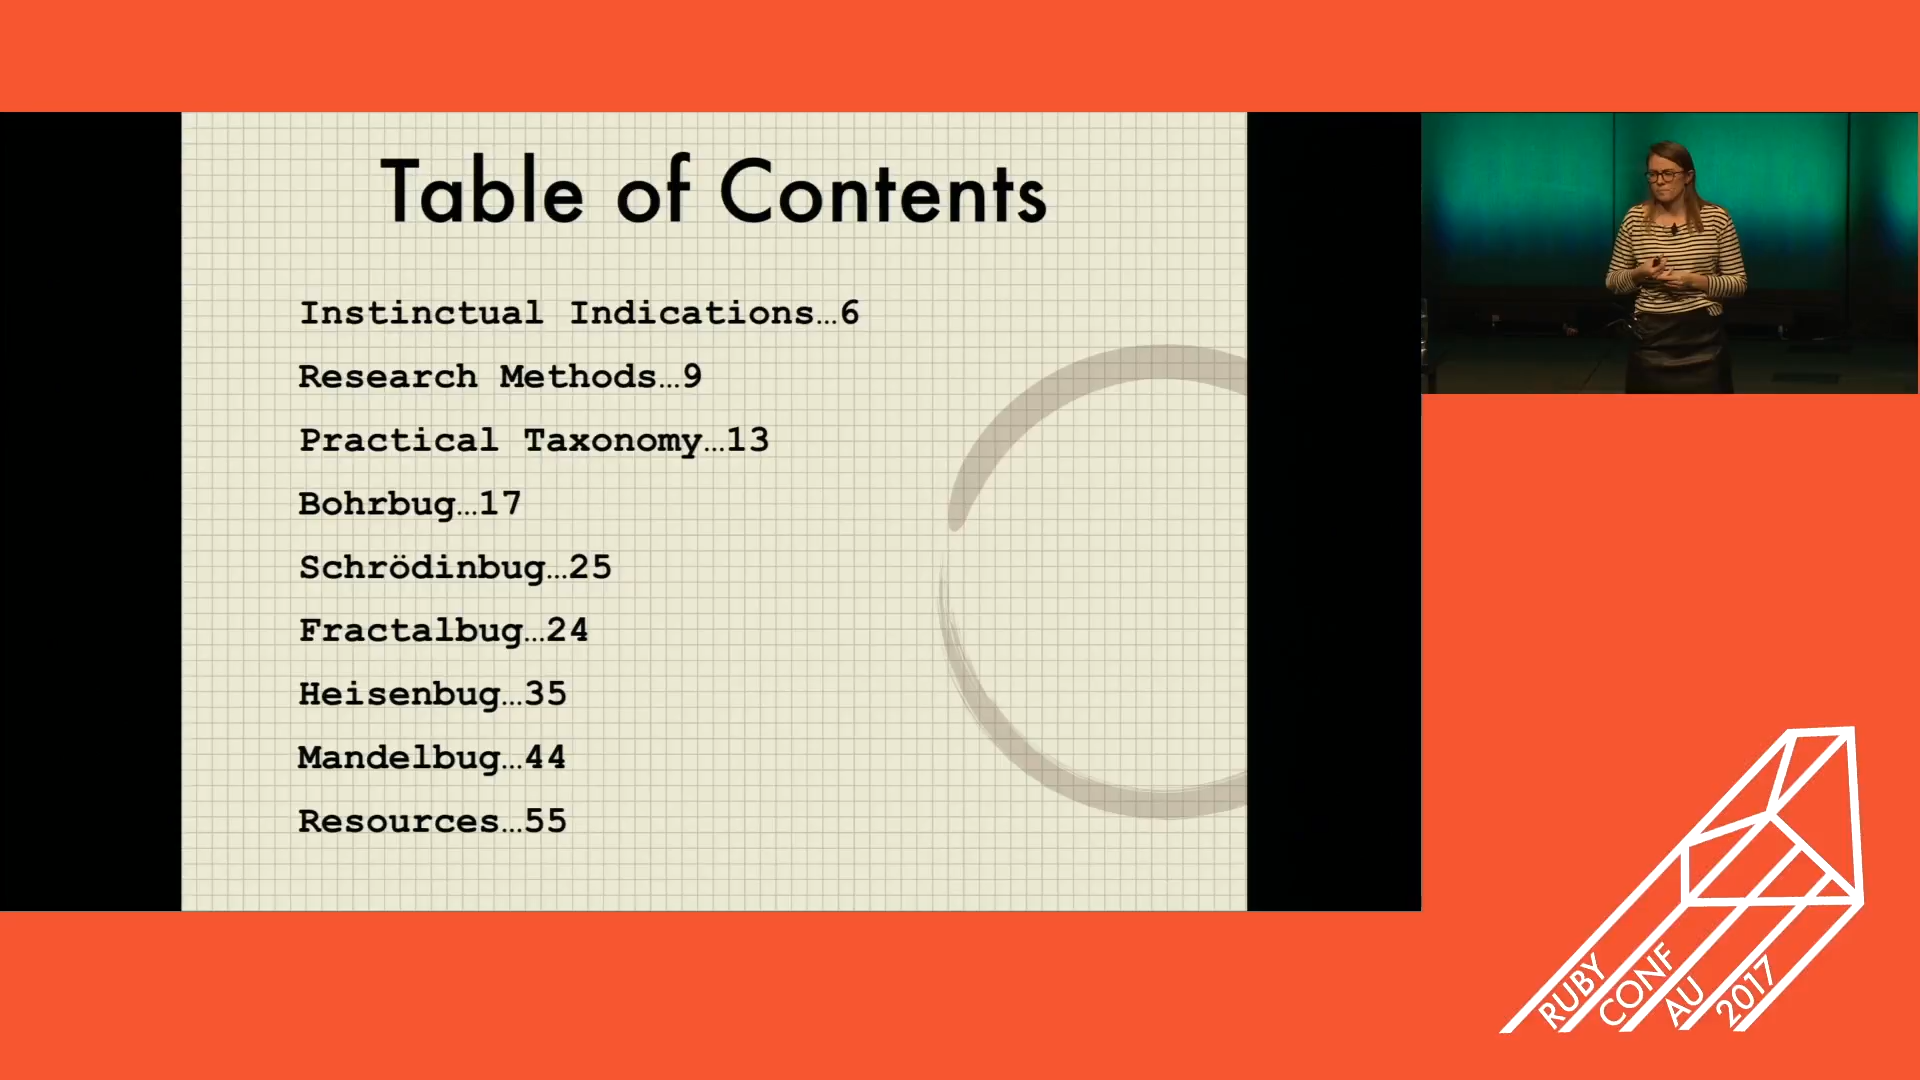 Table of Contents
Instinctual Indications…6
Research Methods…9
Practical Taxonomy…13
Bohrbug…17
Schrödinbug…25
Fractalbug…24
Heisenbug…35
Mandelbug…44
Resources…55
RUBY
CONF
AU
2017